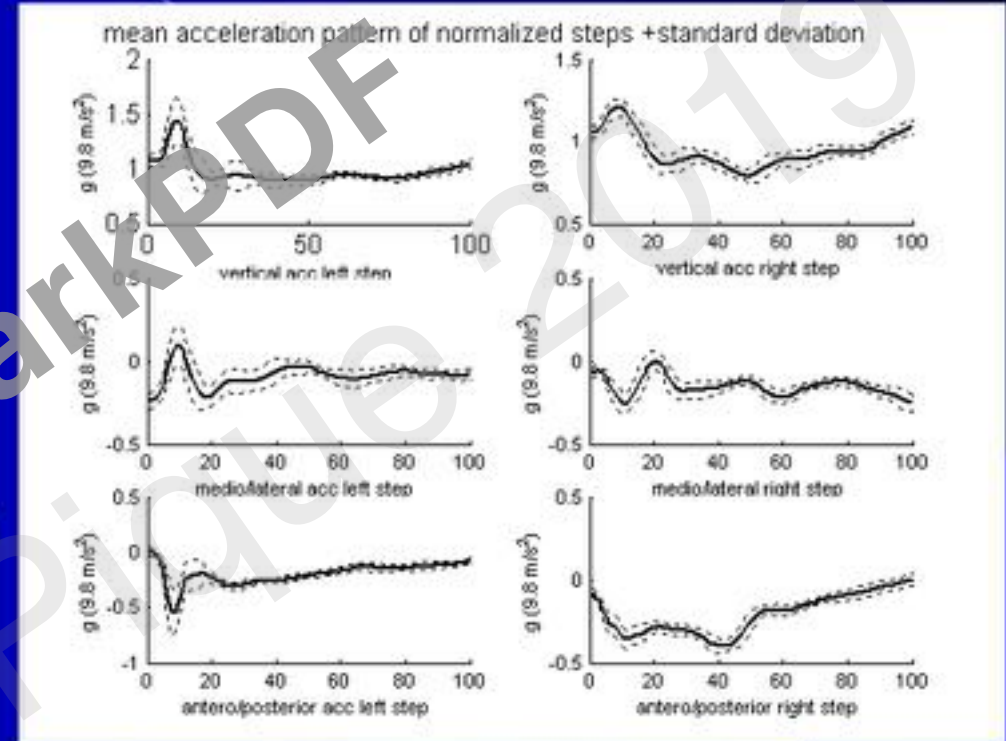 mean acceleration pattern of normalized steps +standard deviation
2
1.5
1
0.5
g (9.8 m/s²)
0 50 100
vertical acc left step
1.5
1
0.5
g (9.8 m/s²)
0 20 40 60 80 100
vertical acc right step
0.5
0
-0.5
g (9.8 m/s²)
0 20 40 60 80 100
medio/lateral acc left step
0.5
0
-0.5
g (9.8 m/s²)
0 20 40 60 80 100
medio/lateral right step
0.5
0
-0.5
-1
g (9.8 m/s²)
0 20 40 60 80 100
antero/posterior acc left step
0.5
0
-0.5
g (9.8 m/s²)
0 20 40 60 80 100
antero/posterior right step
arkPDF
Pique 2019